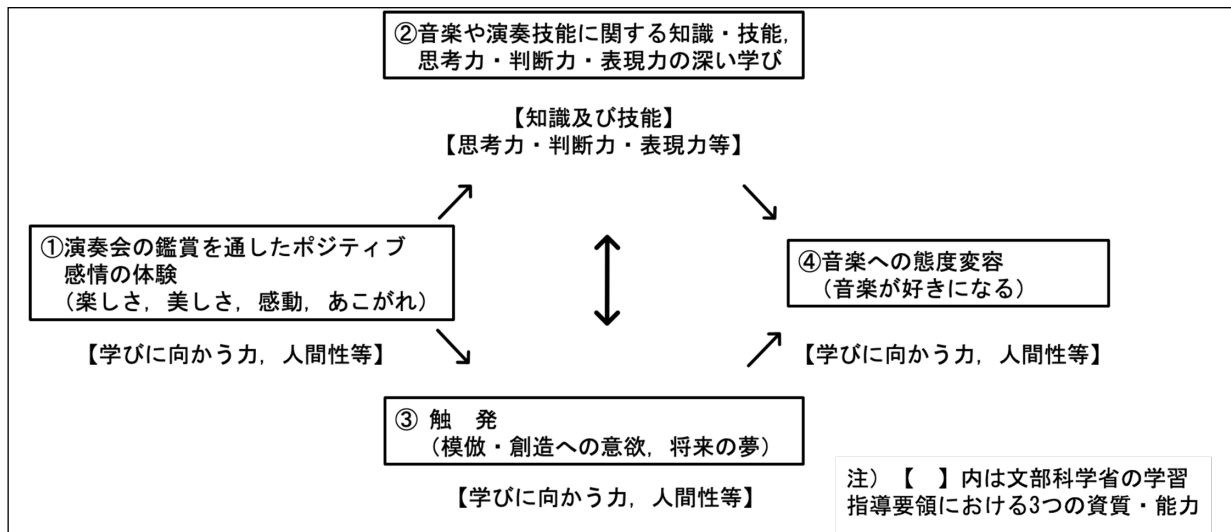 ②音楽や演奏技能に関する知識・技能，
思考力・判断力・表現力の深い学び
【知識及び技能】
【思考力・判断力・表現力等】
①演奏会の鑑賞を通したポジティブ
感情の体験
（楽しさ，美しさ，感動，あこがれ）
【学びに向かう力，人間性等】
④音楽への態度変容
（音楽が好きになる）
【学びに向かう力，人間性等】
③ 触　発
（模倣・創造への意欲，将来の夢）
【学びに向かう力，人間性等】
注）【　】内は文部科学省の学習
指導要領における3つの資質・能力